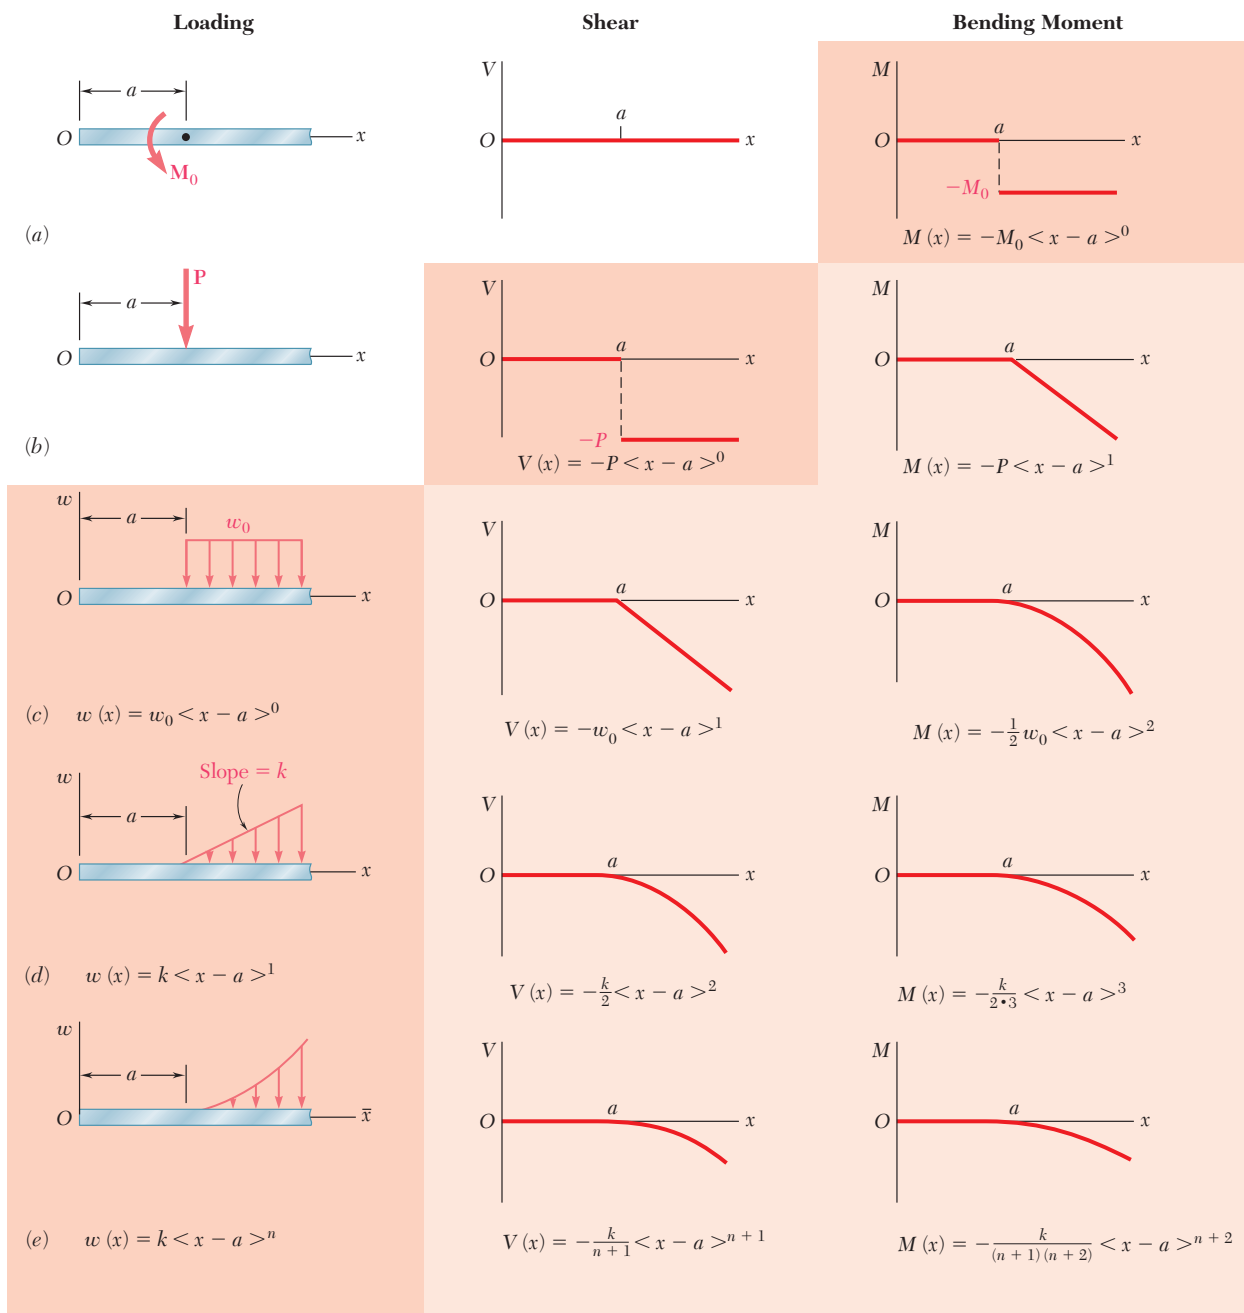 Loading Shear Bending Moment
a
O x
M₀
(a)
V
a
O x
M
a
O x
−M₀
M (x) = −M₀ < x − a >⁰
P
a
O x
(b)
V
a
O x
−P
V (x) = −P < x − a >⁰
M
a
O x
M (x) = −P < x − a >¹
w
a w₀
O x
(c) w (x) = w₀ < x − a >⁰
V
a
O x
V (x) = −w₀ < x − a >¹
M
a
O x
M (x) = −½ w₀ < x − a >²
w Slope = k
a
O x
(d) w (x) = k < x − a >¹
V
a
O x
V (x) = −k/2 < x − a >²
M
a
O x
M (x) = −k/2•3 < x − a >³
w
a
O x̄
(e) w (x) = k < x − a >ⁿ
V
a
O x
V (x) = −k/n + 1 < x − a >ⁿ ⁺ ¹
M
a
O x
M (x) = −k/(n + 1) (n + 2) < x − a >ⁿ ⁺ ²